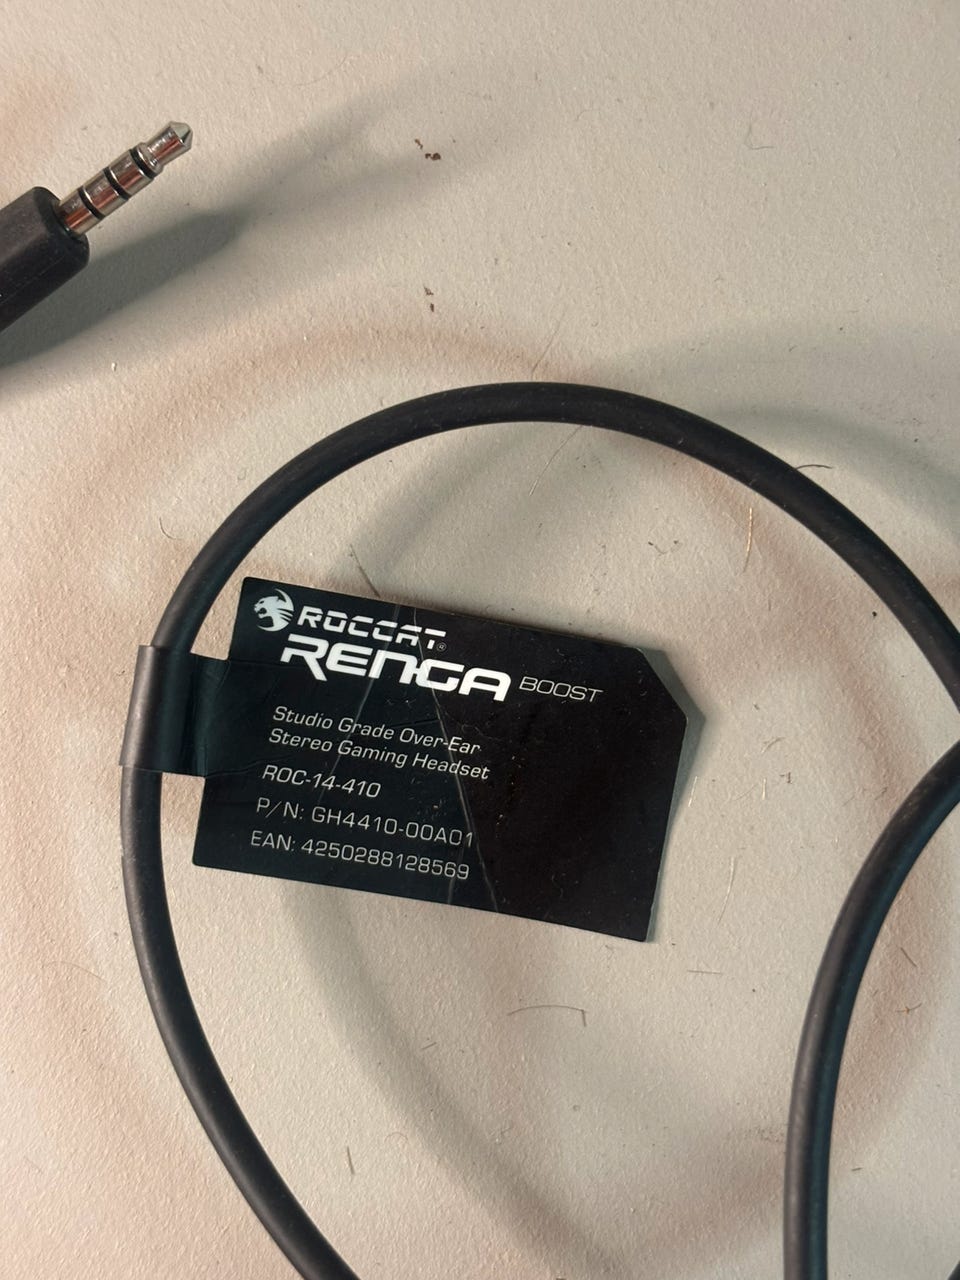 ROCCAT®
RENGA BOOST
Studio Grade Over-Ear
Stereo Gaming Headset
ROC-14-410
P/N: GH4410-00A01
EAN: 4250288128569